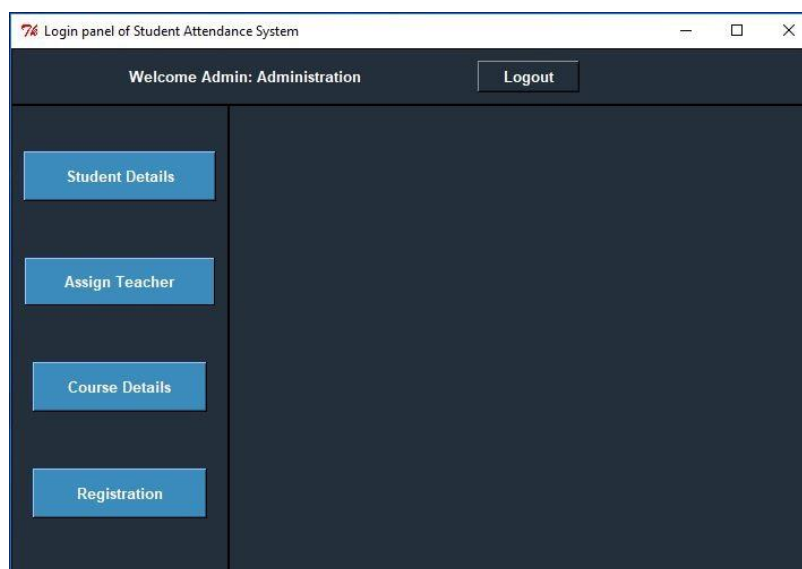 Login panel of Student Attendance System
Welcome Admin: Administration
Logout
Student Details
Assign Teacher
Course Details
Registration